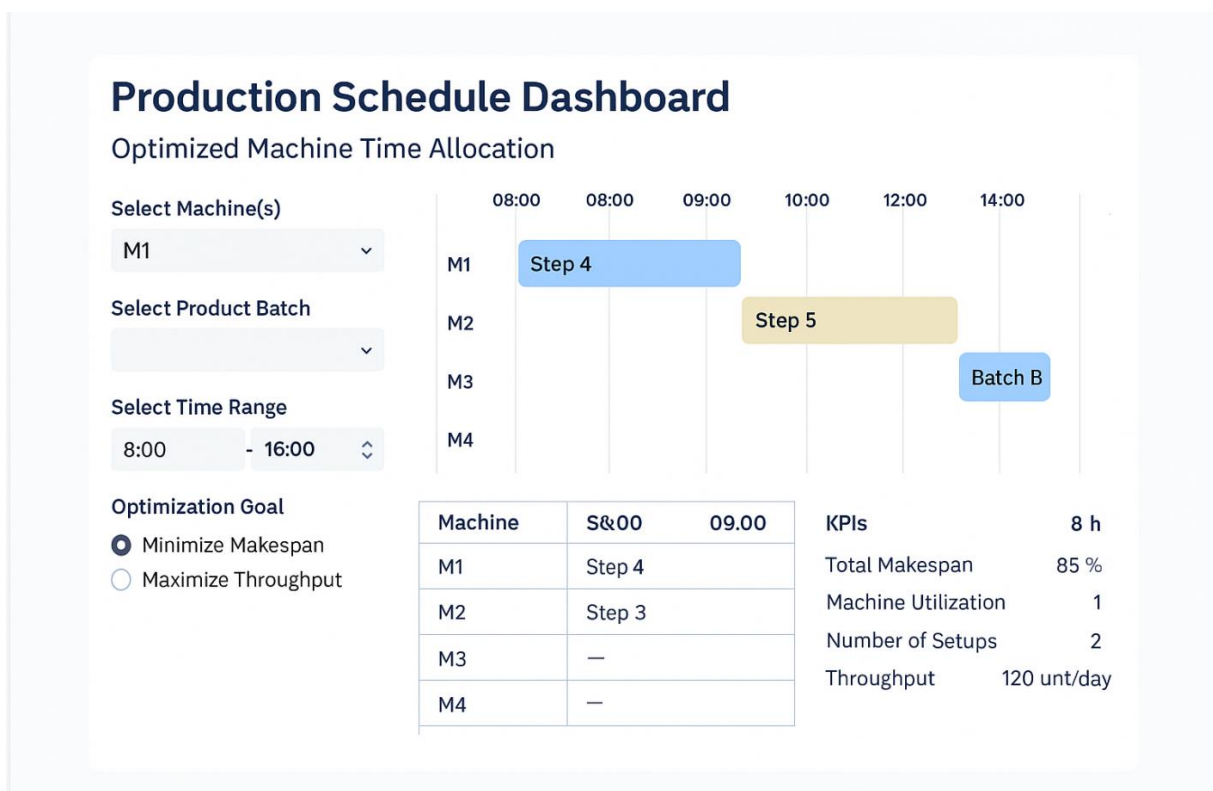 Production Schedule Dashboard
Optimized Machine Time Allocation
Select Machine(s)
M1
Select Product Batch
Select Time Range
8:00 - 16:00
Optimization Goal
Minimize Makespan
Maximize Throughput
08:00 08:00 09:00 10:00 12:00 14:00
M1 Step 4
M2 Step 5
M3 Batch B
M4
Machine S&00 09.00
M1 Step 4
M2 Step 3
M3 —
M4 —
KPIs 8 h
Total Makespan 85 %
Machine Utilization 1
Number of Setups 2
Throughput 120 unt/day